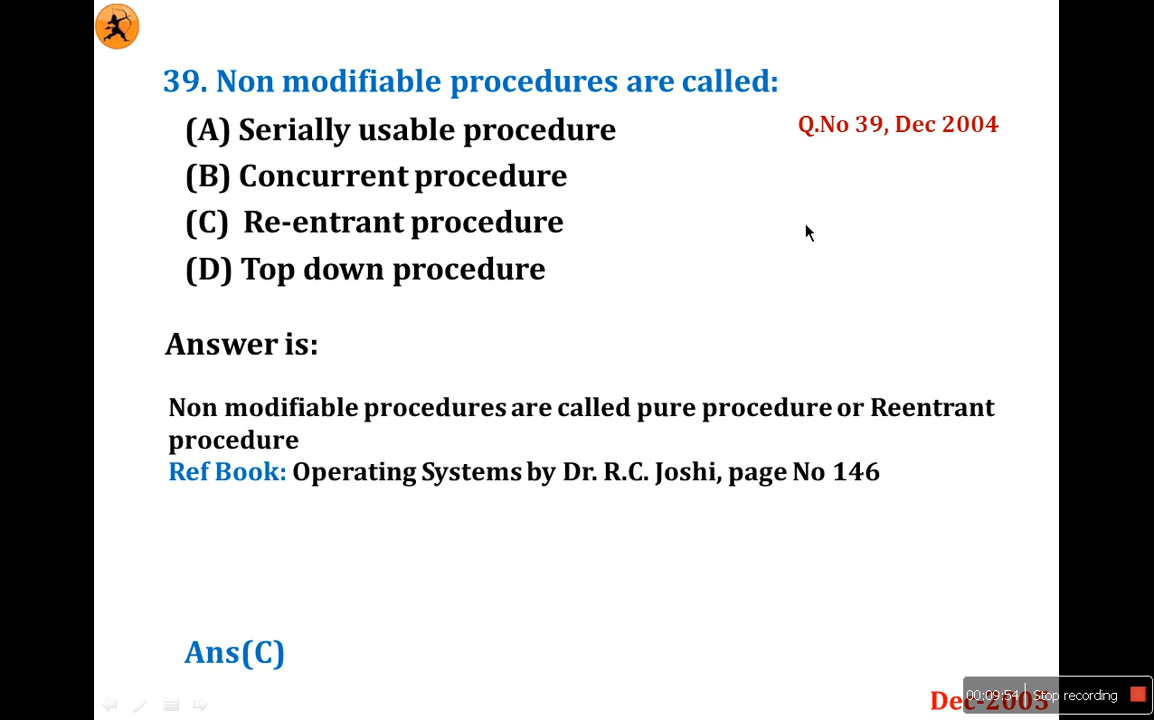 39. Non modifiable procedures are called:
(A) Serially usable procedure
Q.No 39, Dec 2004
(B) Concurrent procedure
(C) Re-entrant procedure
(D) Top down procedure
Answer is:
Non modifiable procedures are called pure procedure or Reentrant
procedure
Ref Book: Operating Systems by Dr. R.C. Joshi, page No 146
Ans(C)
00:09:54 Stop recording